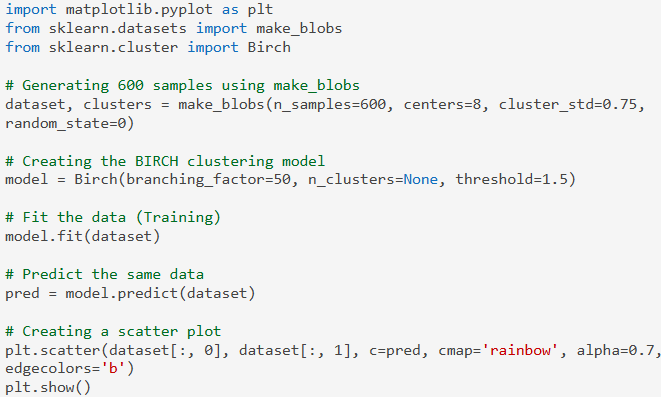 import matplotlib.pyplot as plt
from sklearn.datasets import make_blobs
from sklearn.cluster import Birch
# Generating 600 samples using make_blobs
dataset, clusters = make_blobs(n_samples=600, centers=8, cluster_std=0.75,
random_state=0)
# Creating the BIRCH clustering model
model = Birch(branching_factor=50, n_clusters=None, threshold=1.5)
# Fit the data (Training)
model.fit(dataset)
# Predict the same data
pred = model.predict(dataset)
# Creating a scatter plot
plt.scatter(dataset[:, 0], dataset[:, 1], c=pred, cmap='rainbow', alpha=0.7,
edgecolors='b')
plt.show()